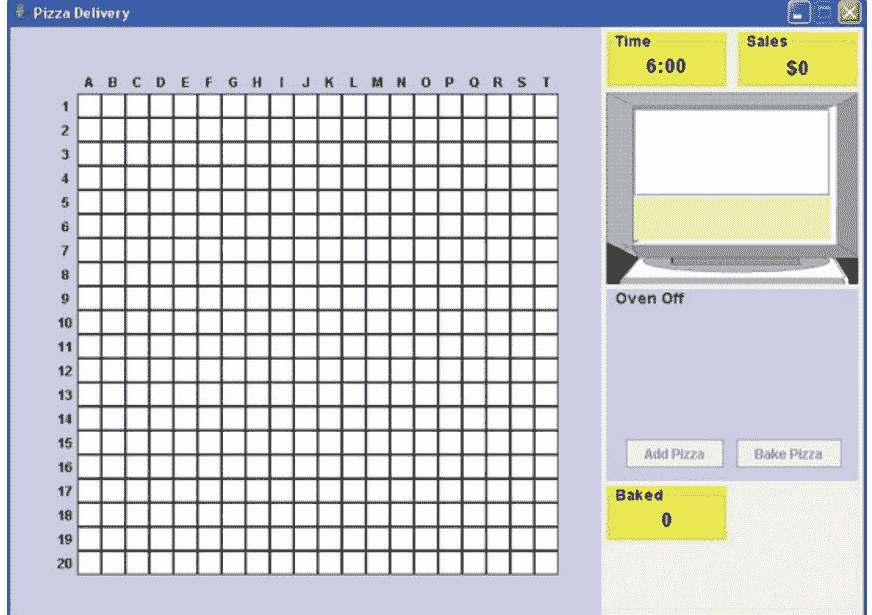 Pizza Delivery
Time
6:00
Sales
$0
A B C D E F G H I J K L M N O P Q R S T
1
2
3
4
5
6
7
8
9
10
11
12
13
14
15
16
17
18
19
20
Oven Off
Add Pizza
Bake Pizza
Baked
0